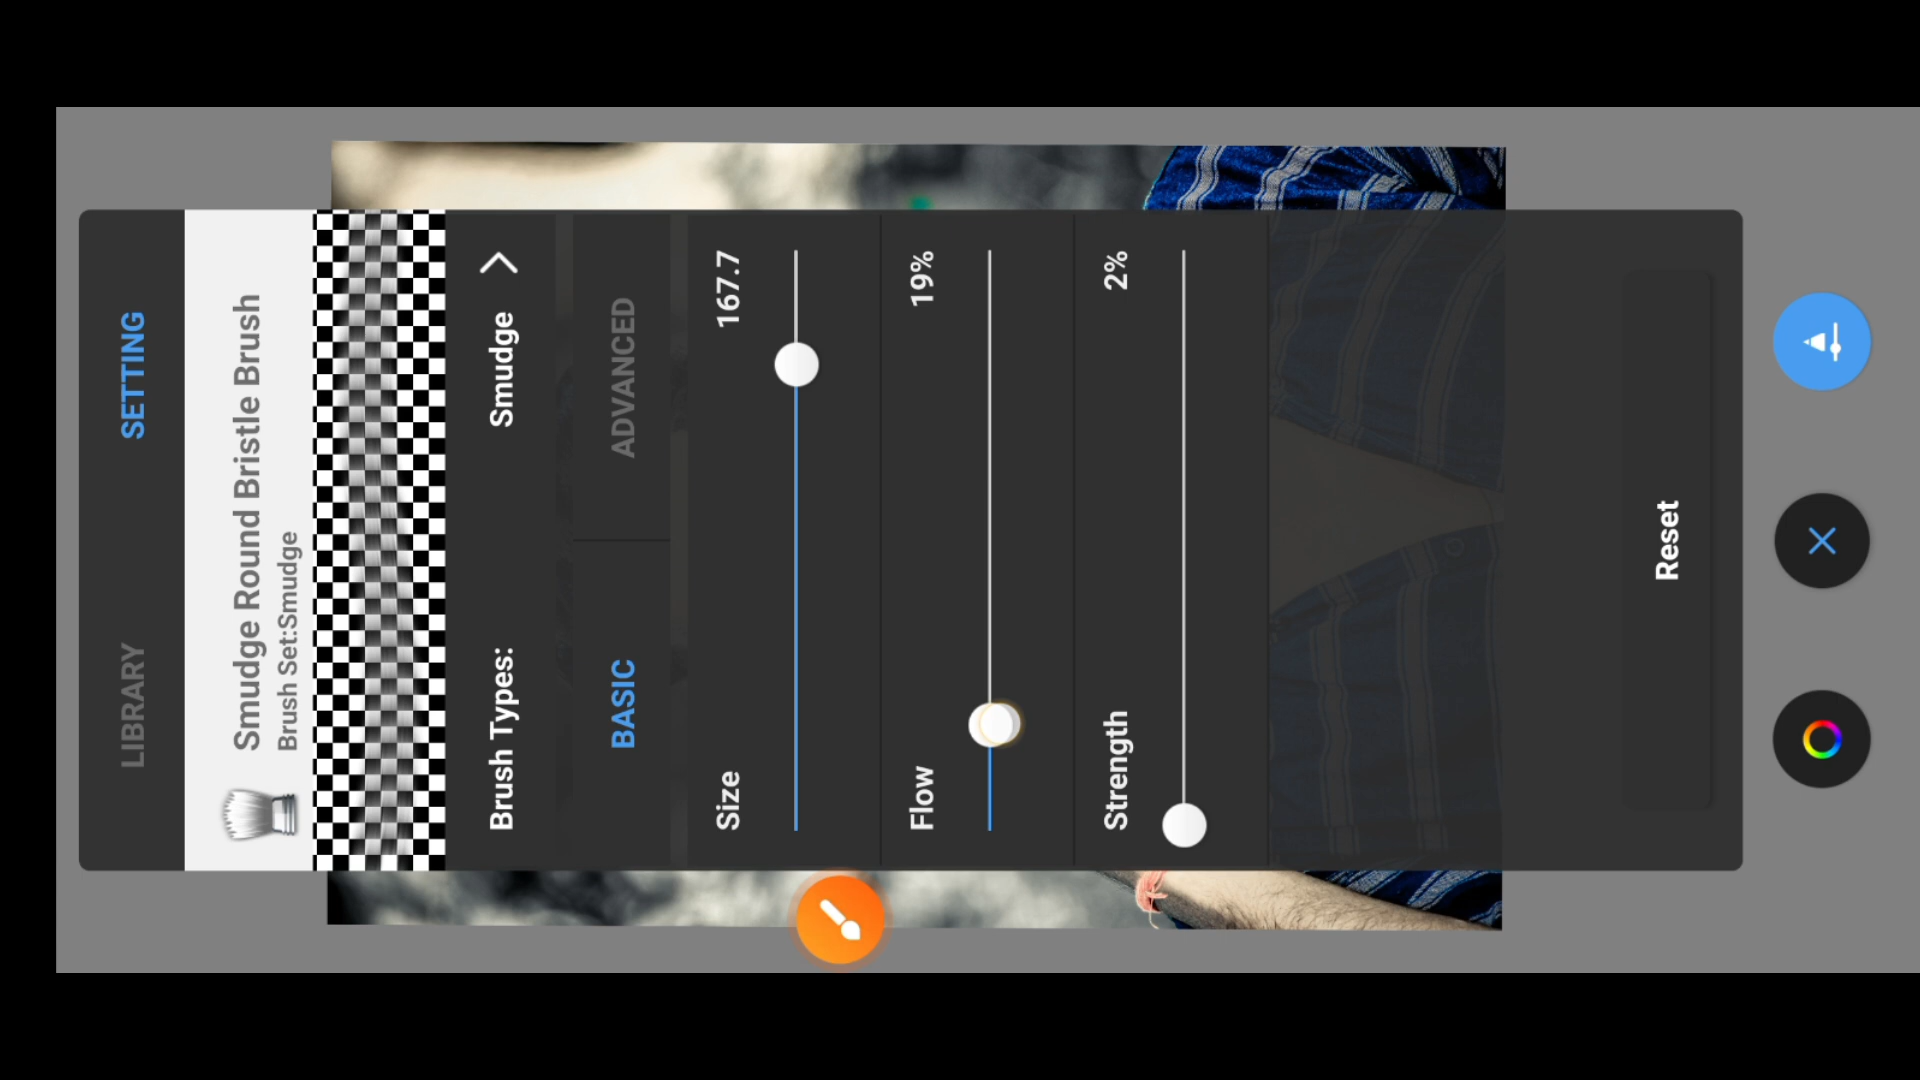 LIBRARY SETTING
Smudge Round Bristle Brush
Brush Set:Smudge
Brush Types: Smudge
BASIC ADVANCED
Size 167.7
Flow 19%
Strength 2%
Reset